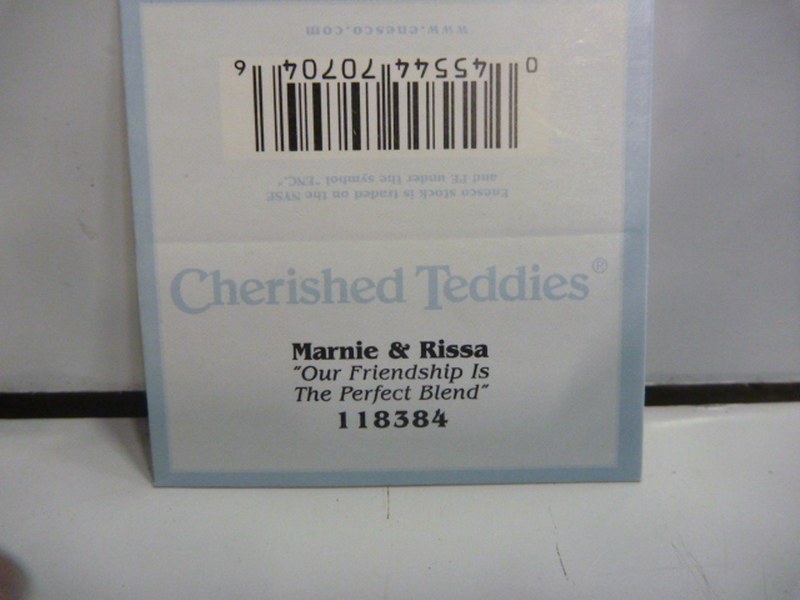 Cherished Teddies®
Marnie & Rissa
"Our Friendship Is
The Perfect Blend"
118384
Enesco stock is traded on the NYSE
and PE under the symbol "ENC."
0 45544 70704 6
www.enesco.com